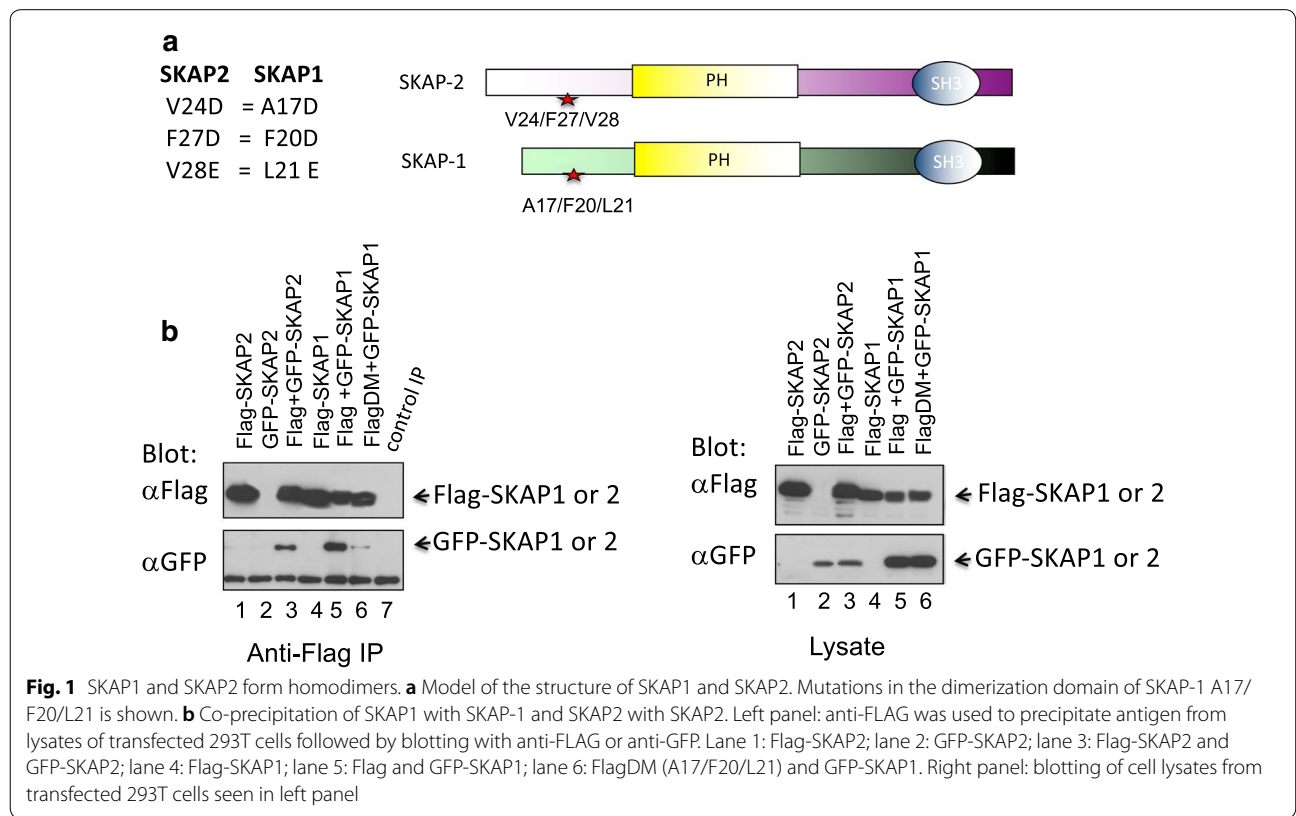 a
SKAP2 SKAP1
V24D = A17D
F27D = F20D
V28E = L21 E
SKAP-2
PH
SH3
V24/F27/V28
SKAP-1
PH
SH3
A17/F20/L21
b
Flag-SKAP2
GFP-SKAP2
Flag+GFP-SKAP2
Flag-SKAP1
Flag +GFP-SKAP1
FlagDM+GFP-SKAP1
control IP
Blot:
αFlag
Flag-SKAP1 or 2
αGFP
GFP-SKAP1 or 2
1 2 3 4 5 6 7
Anti-Flag IP
Flag-SKAP2
GFP-SKAP2
Flag+GFP-SKAP2
Flag-SKAP1
Flag +GFP-SKAP1
FlagDM+GFP-SKAP1
Blot:
αFlag
Flag-SKAP1 or 2
αGFP
GFP-SKAP1 or 2
1 2 3 4 5 6
Lysate
Fig. 1 SKAP1 and SKAP2 form homodimers. a Model of the structure of SKAP1 and SKAP2. Mutations in the dimerization domain of SKAP-1 A17/
F20/L21 is shown. b Co-precipitation of SKAP1 with SKAP-1 and SKAP2 with SKAP2. Left panel: anti-FLAG was used to precipitate antigen from
lysates of transfected 293T cells followed by blotting with anti-FLAG or anti-GFP. Lane 1: Flag-SKAP2; lane 2: GFP-SKAP2; lane 3: Flag-SKAP2 and
GFP-SKAP2; lane 4: Flag-SKAP1; lane 5: Flag and GFP-SKAP1; lane 6: FlagDM (A17/F20/L21) and GFP-SKAP1. Right panel: blotting of cell lysates from
transfected 293T cells seen in left panel